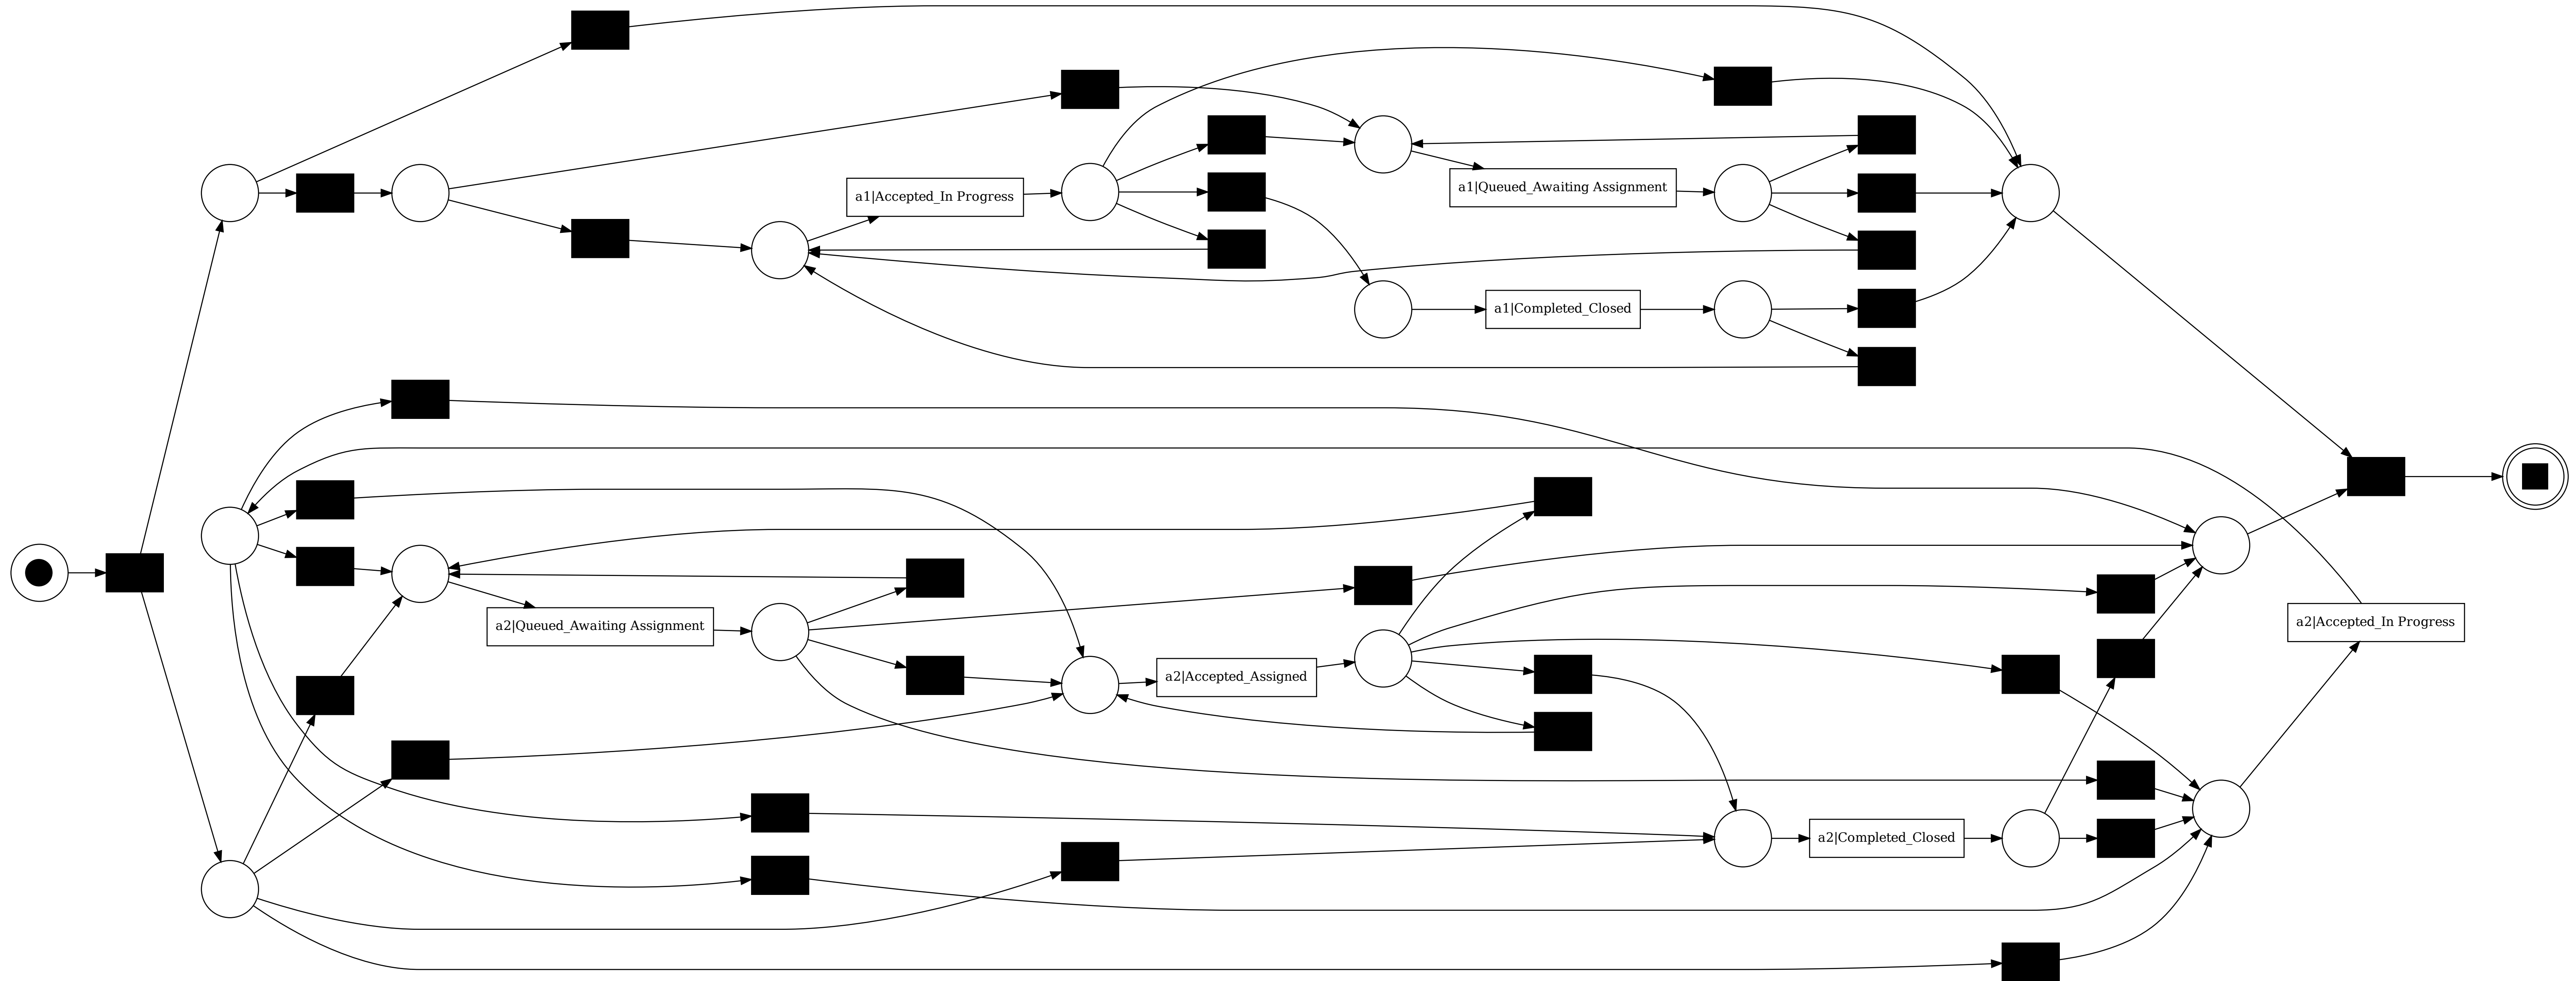 a1|Accepted_In Progress
a1|Queued_Awaiting Assignment
a1|Completed_Closed
a2|Queued_Awaiting Assignment
a2|Accepted_Assigned
a2|Accepted_In Progress
a2|Completed_Closed